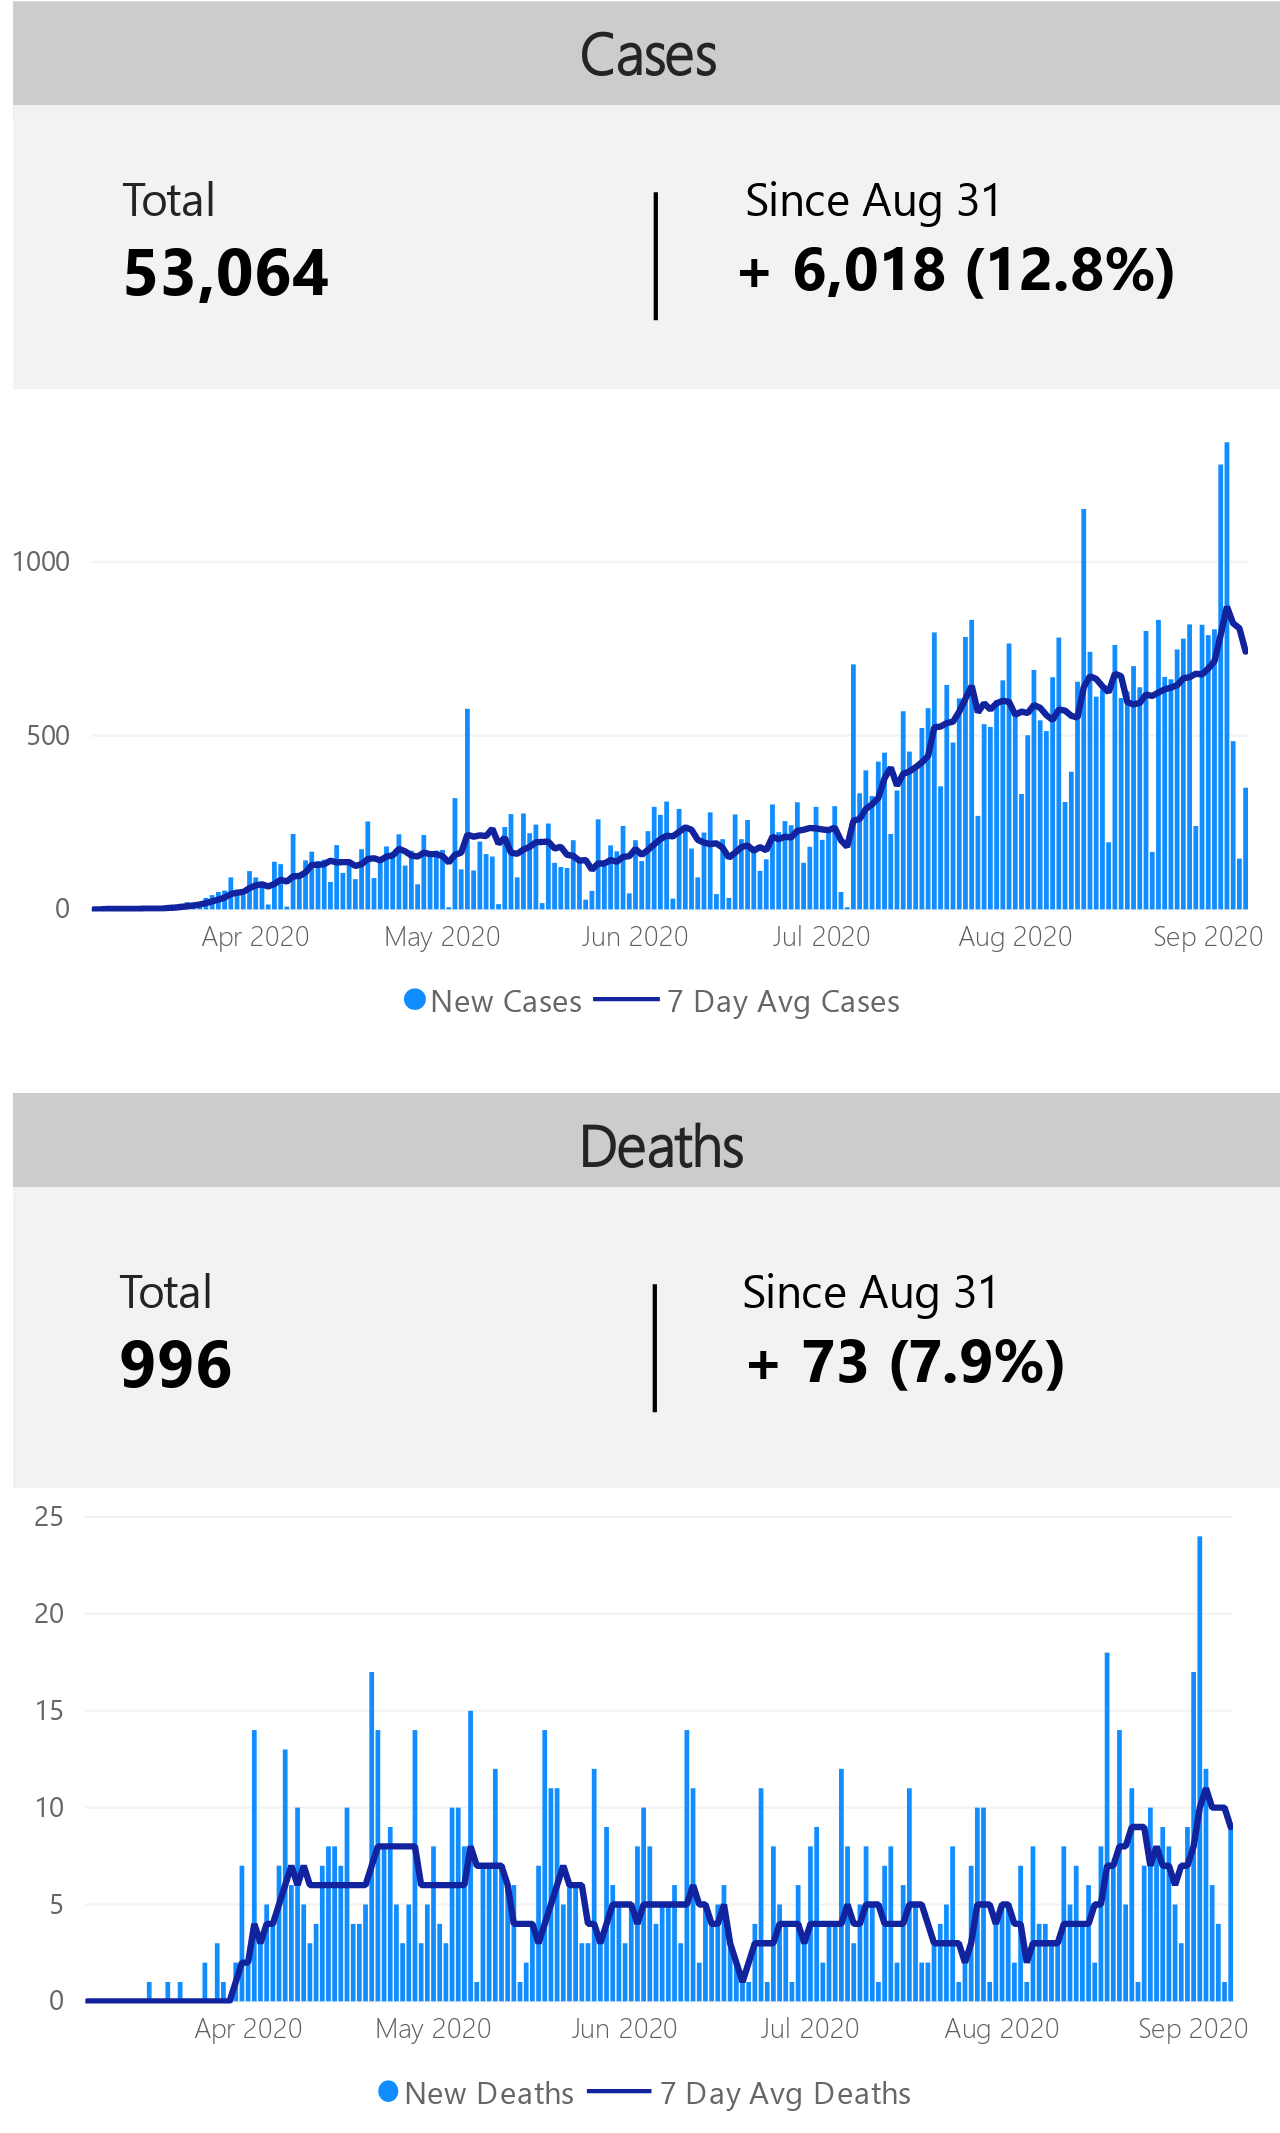 Cases
Total
Since Aug 31
53,064
+ 6,018 (12.8%)
1000
500
0
Apr 2020 May 2020 Jun 2020 Jul 2020 Aug 2020 Sep 2020
New Cases 7 Day Avg Cases
Deaths
Total
Since Aug 31
996
+ 73 (7.9%)
25
20
15
10
5
0
Apr 2020 May 2020 Jun 2020 Jul 2020 Aug 2020 Sep 2020
New Deaths 7 Day Avg Deaths